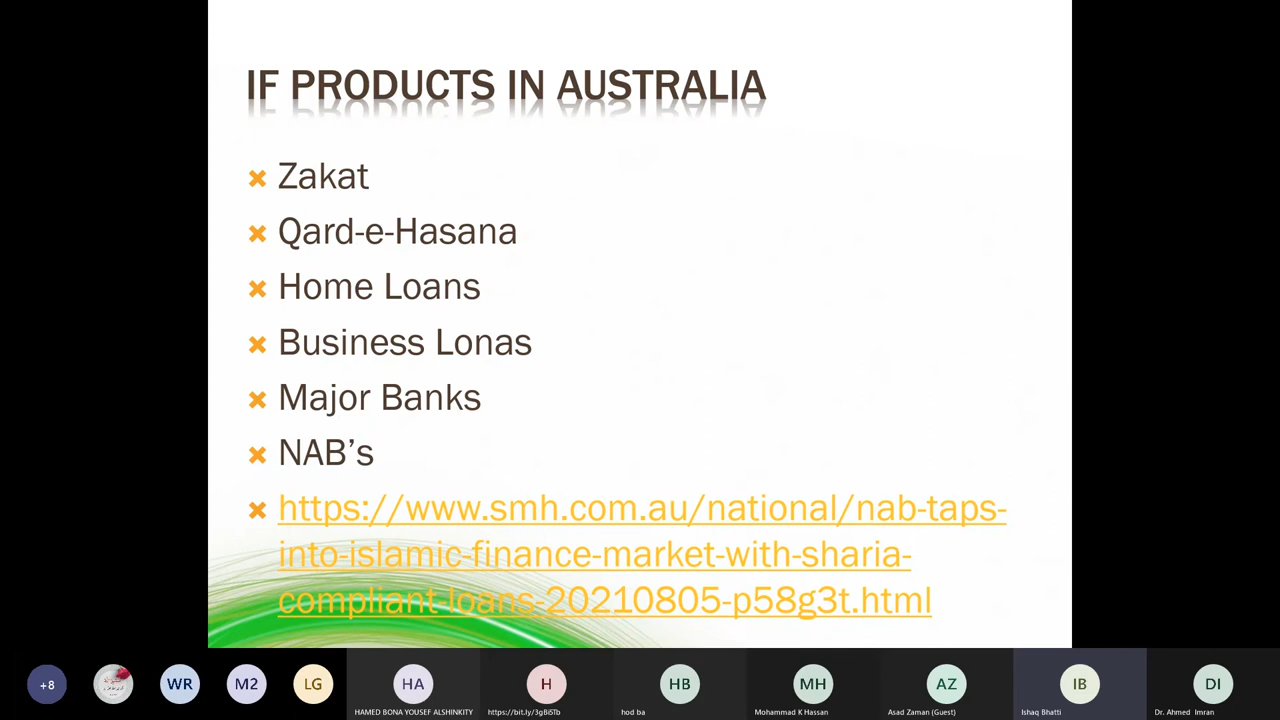 IF PRODUCTS IN AUSTRALIA
Zakat
Qard-e-Hasana
Home Loans
Business Lonas
Major Banks
NAB’s
https://www.smh.com.au/national/nab-taps-
into-islamic-finance-market-with-sharia-
compliant-loans-20210805-p58g3t.html
+8
WR
M2
LG
HA
H
HB
MH
AZ
IB
DI
HAMED BONA YOUSEF ALSHINKITY
https://bit.ly/3gBiSTb
hod ba
Mohammad K Hassan
Asad Zaman (Guest)
Ishaq Bhatti
Dr. Ahmed Imran